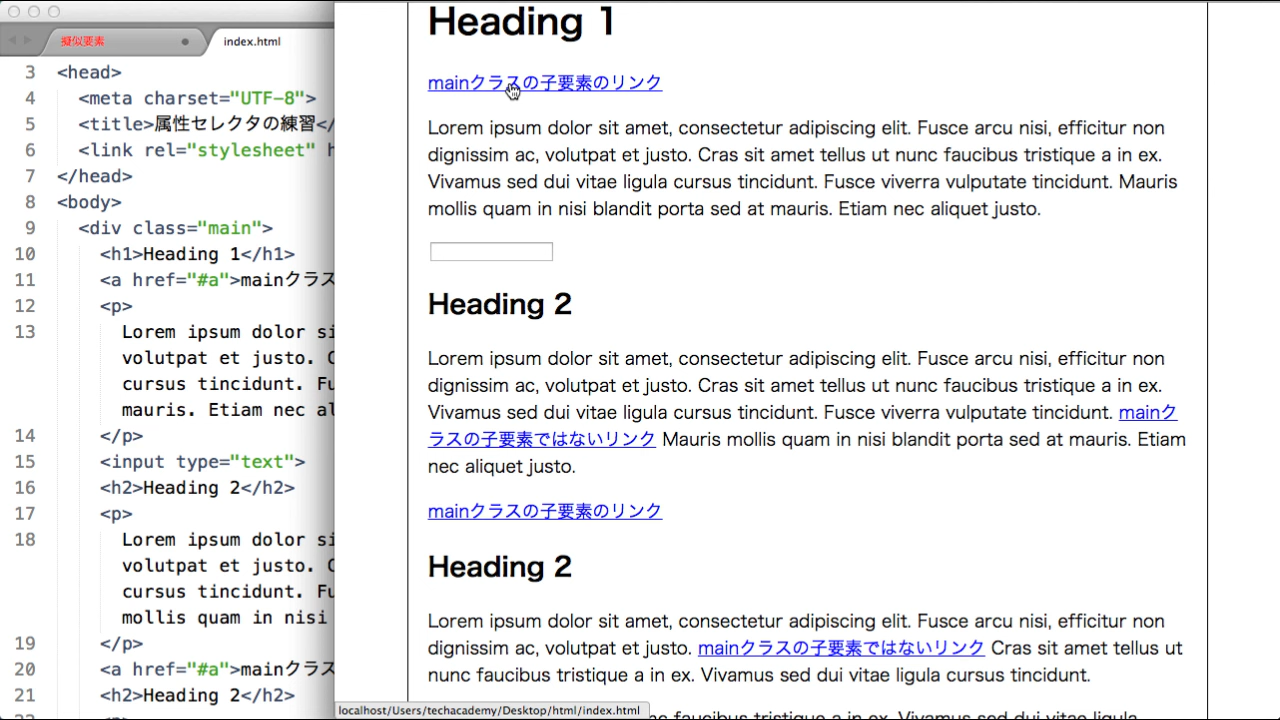 擬似要素
index.html
3 <head>
4 <meta charset="UTF-8">
5 <title>属性セレクタの練習</
6 <link rel="stylesheet" h
7 </head>
8 <body>
9 <div class="main">
10 <h1>Heading 1</h1>
11 <a href="#a">mainクラス
12 <p>
13 Lorem ipsum dolor si
volutpat et justo. C
cursus tincidunt. Fu
mauris. Etiam nec al
14 </p>
15 <input type="text">
16 <h2>Heading 2</h2>
17 <p>
18 Lorem ipsum dolor si
volutpat et justo. C
cursus tincidunt. Fu
mollis quam in nisi
19 </p>
20 <a href="#a">mainクラス
21 <h2>Heading 2</h2>
Heading 1
mainクラスの子要素のリンク
Lorem ipsum dolor sit amet, consectetur adipiscing elit. Fusce arcu nisi, efficitur non
dignissim ac, volutpat et justo. Cras sit amet tellus ut nunc faucibus tristique a in ex.
Vivamus sed dui vitae ligula cursus tincidunt. Fusce viverra vulputate tincidunt. Mauris
mollis quam in nisi blandit porta sed at mauris. Etiam nec aliquet justo.
Heading 2
Lorem ipsum dolor sit amet, consectetur adipiscing elit. Fusce arcu nisi, efficitur non
dignissim ac, volutpat et justo. Cras sit amet tellus ut nunc faucibus tristique a in ex.
Vivamus sed dui vitae ligula cursus tincidunt. Fusce viverra vulputate tincidunt. mainク
ラスの子要素ではないリンク Mauris mollis quam in nisi blandit porta sed at mauris. Etiam
nec aliquet justo.
mainクラスの子要素のリンク
Heading 2
Lorem ipsum dolor sit amet, consectetur adipiscing elit. Fusce arcu nisi, efficitur non
dignissim ac, volutpat et justo. mainクラスの子要素ではないリンク Cras sit amet tellus ut
nunc faucibus tristique a in ex. Vivamus sed dui vitae ligula cursus tincidunt.
localhost/Users/techacademy/Desktop/html/index.html